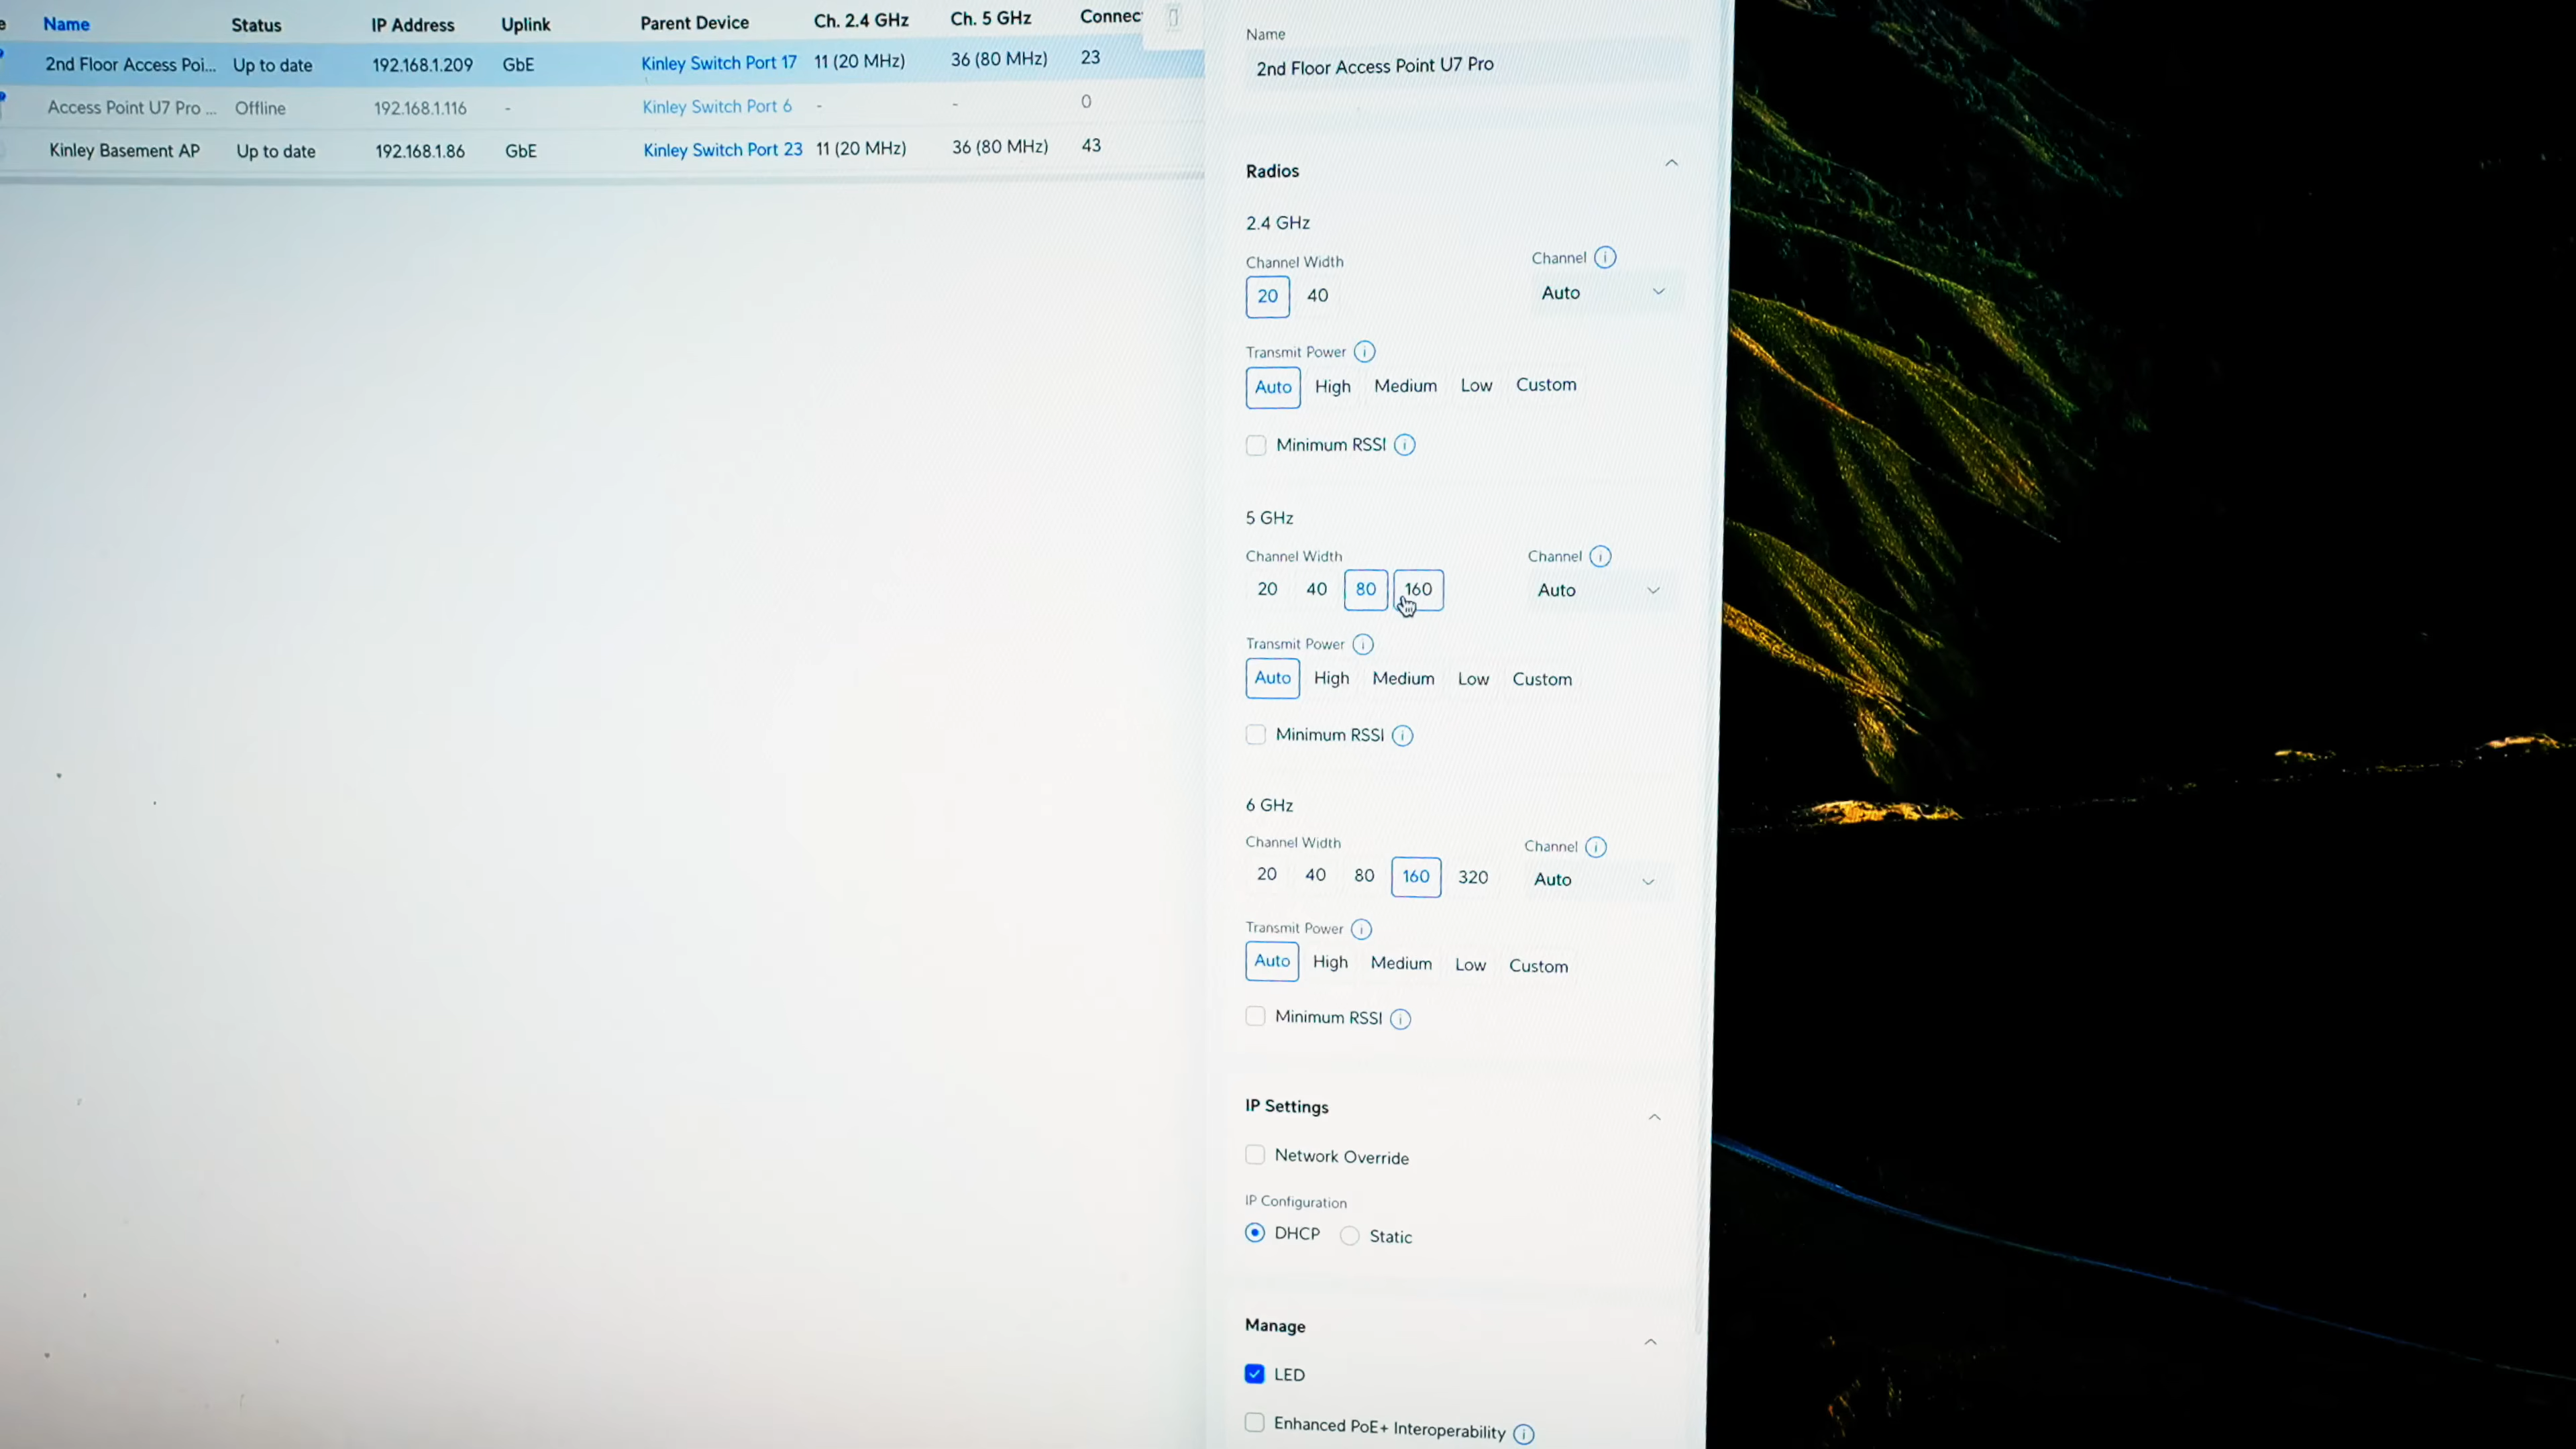 Name Status IP Address Uplink Parent Device Ch. 2.4 GHz Ch. 5 GHz Connec
2nd Floor Access Poi... Up to date 192.168.1.209 GbE Kinley Switch Port 17 11 (20 MHz) 36 (80 MHz) 23
Access Point U7 Pro ... Offline 192.168.1.116 - Kinley Switch Port 6 - - 0
Kinley Basement AP Up to date 192.168.1.86 GbE Kinley Switch Port 23 11 (20 MHz) 36 (80 MHz) 43
Name
2nd Floor Access Point U7 Pro
Radios
2.4 GHz
Channel Width Channel
20 40 Auto
Transmit Power
Auto High Medium Low Custom
Minimum RSSI
5 GHz
Channel Width Channel
20 40 80 160 Auto
Transmit Power
Auto High Medium Low Custom
Minimum RSSI
6 GHz
Channel Width Channel
20 40 80 160 320 Auto
Transmit Power
Auto High Medium Low Custom
Minimum RSSI
IP Settings
Network Override
IP Configuration
DHCP Static
Manage
LED
Enhanced PoE+ Interoperability